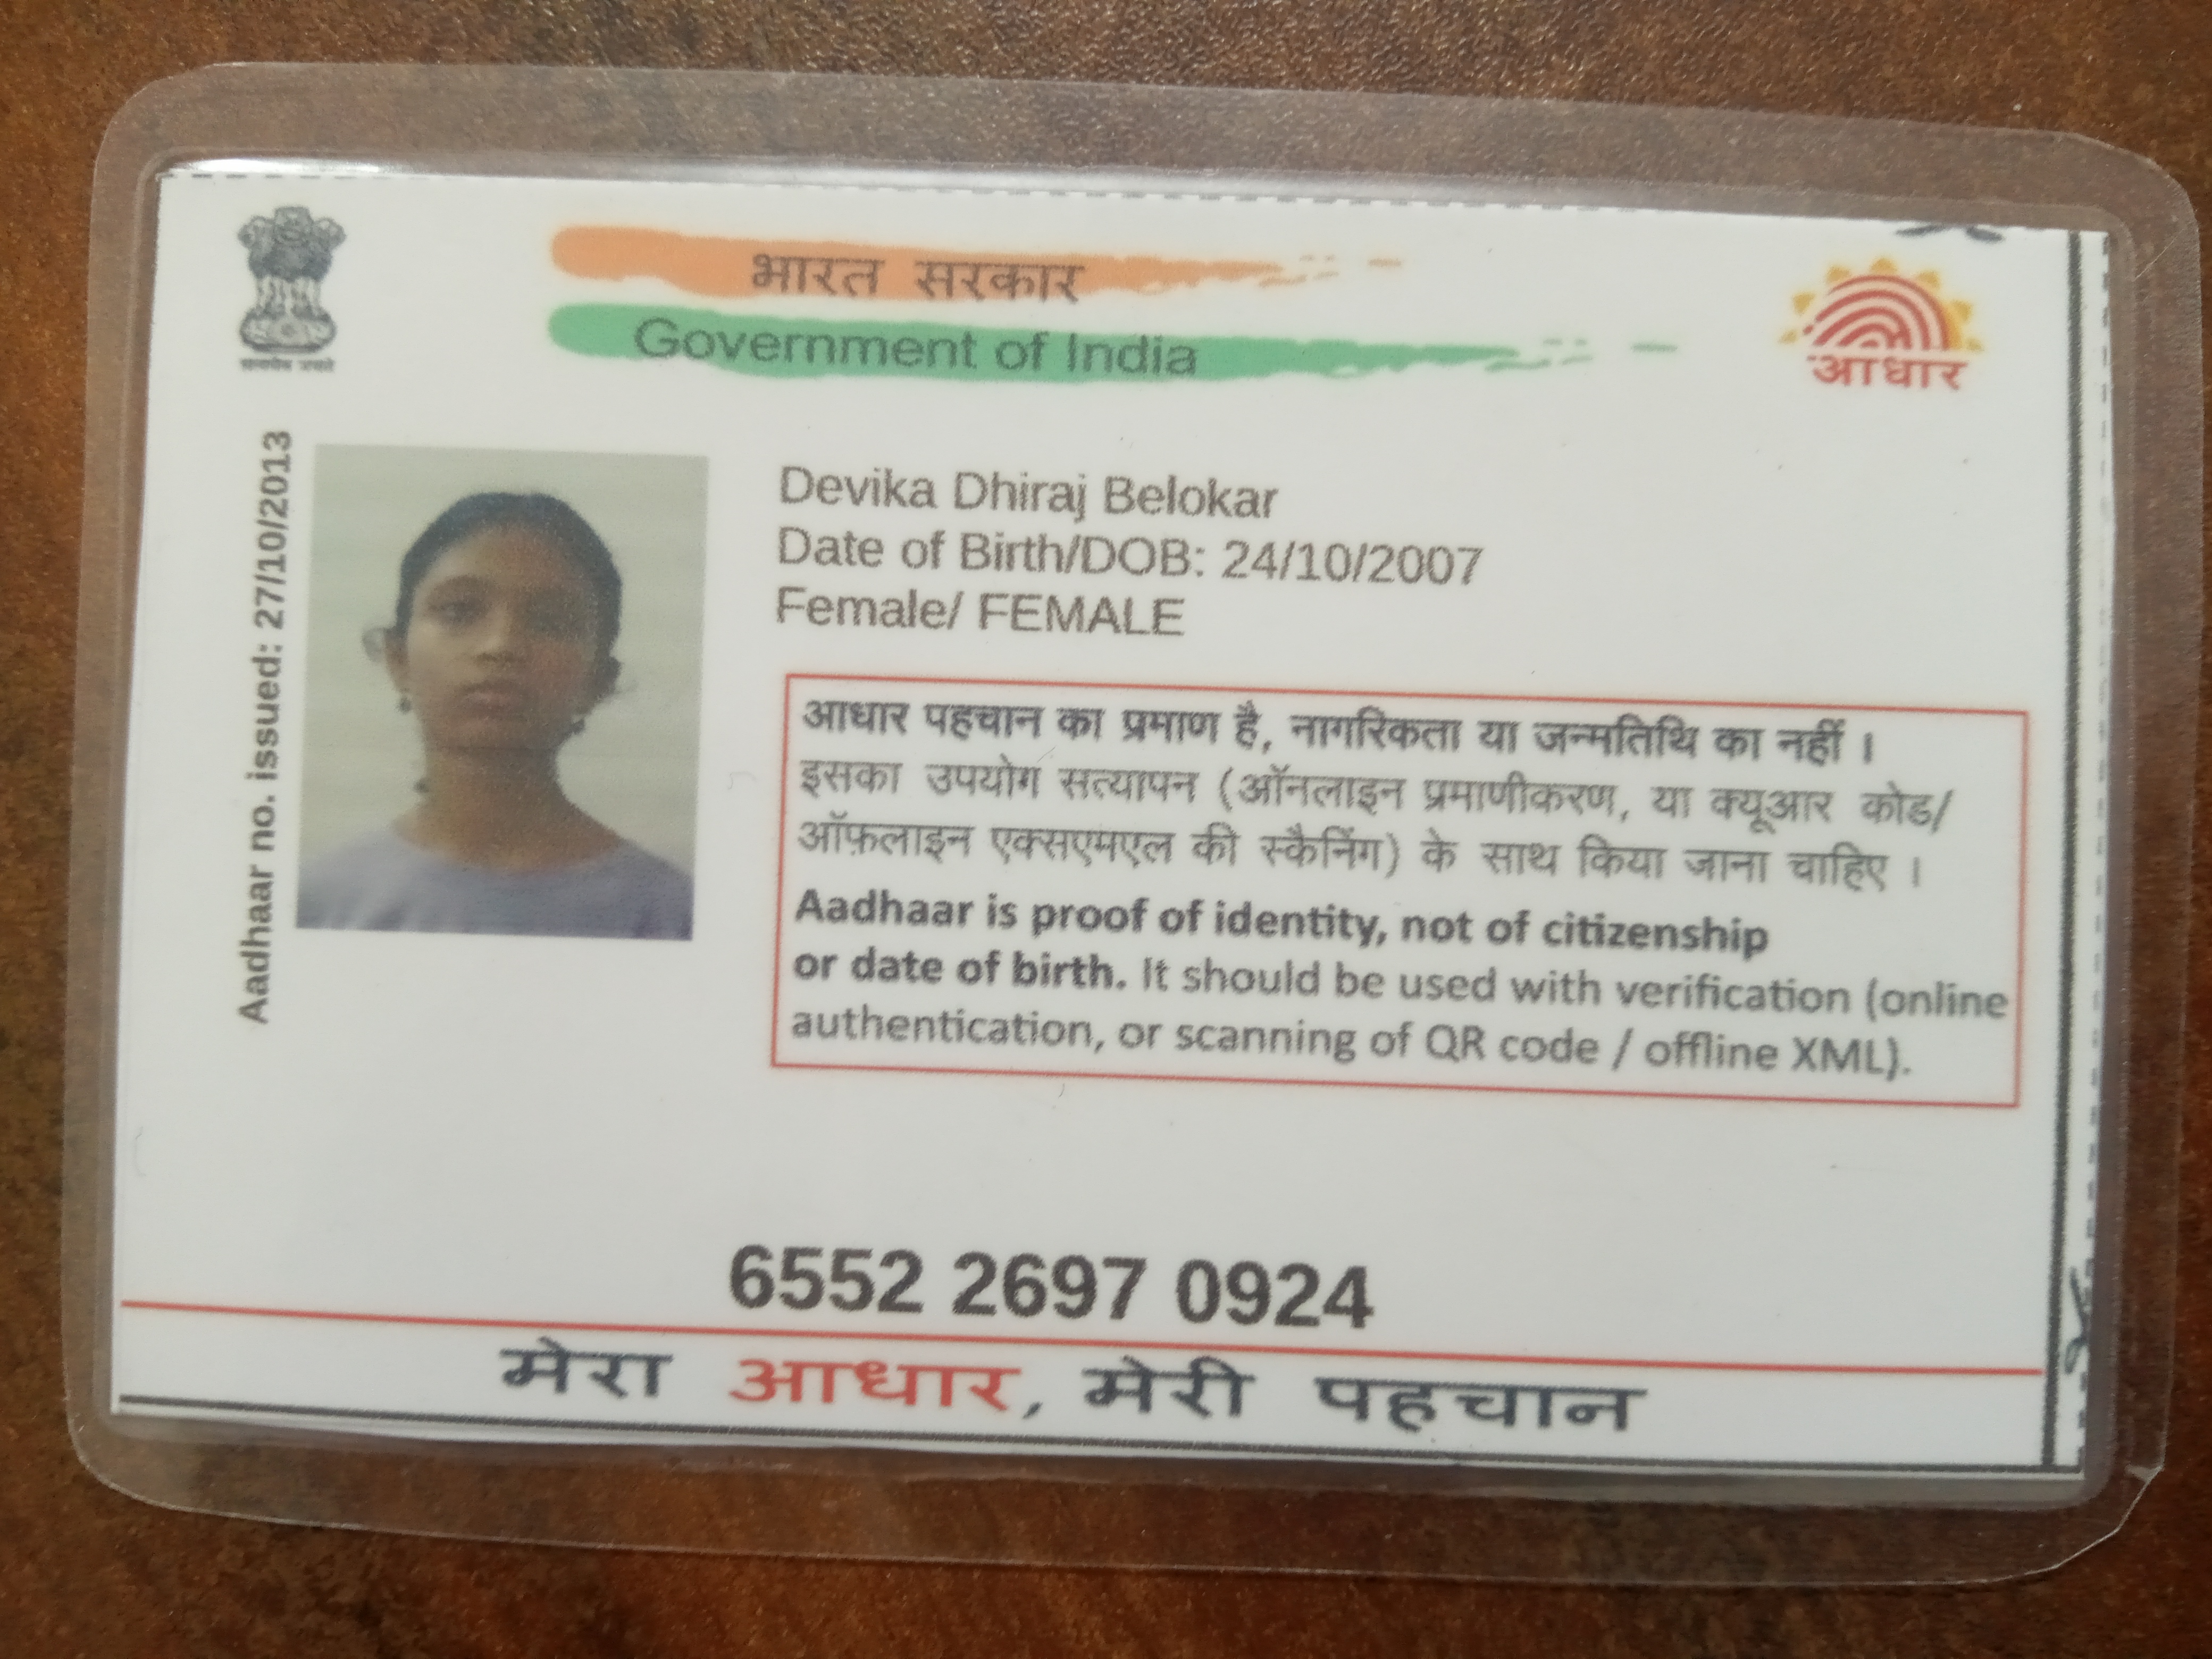 भारत सरकार
Government of India
आधार
Aadhaar no. issued: 27/10/2013
Devika Dhiraj Belokar
Date of Birth/DOB: 24/10/2007
Female/ FEMALE
आधार पहचान का प्रमाण है, नागरिकता या जन्मतिथि का नहीं ।
इसका उपयोग सत्यापन (ऑनलाइन प्रमाणीकरण, या क्यूआर कोड/
ऑफ़लाइन एक्सएमएल की स्कैनिंग) के साथ किया जाना चाहिए ।
Aadhaar is proof of identity, not of citizenship
or date of birth. It should be used with verification (online
authentication, or scanning of QR code / offline XML).
6552 2697 0924
मेरा आधार, मेरी पहचान